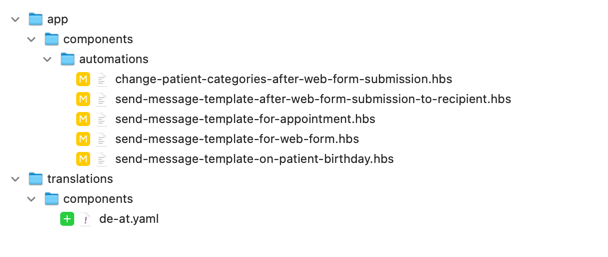 app
components
automations
M change-patient-categories-after-web-form-submission.hbs
M send-message-template-after-web-form-submission-to-recipient.hbs
M send-message-template-for-appointment.hbs
M send-message-template-for-web-form.hbs
M send-message-template-on-patient-birthday.hbs
translations
components
+ ! de-at.yaml